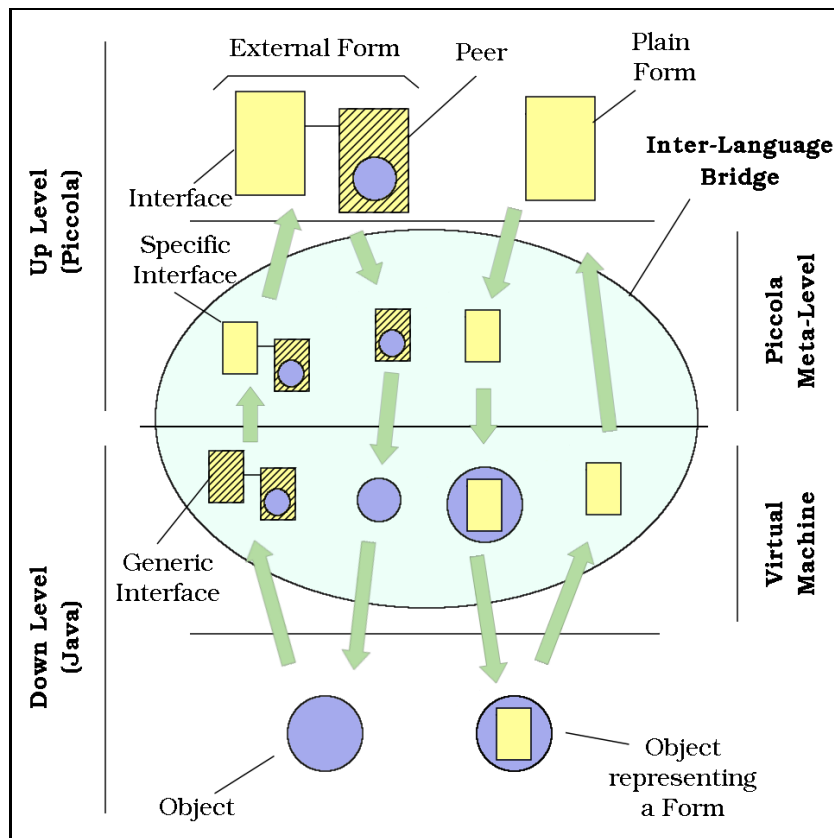 External Form
Peer
Plain
Form
Inter-Language
Bridge
Interface
Up Level
(Piccola)
Specific
Interface
Piccola
Meta-Level
Generic
Interface
Virtual
Machine
Down Level
(Java)
Object
Object
representing
a Form